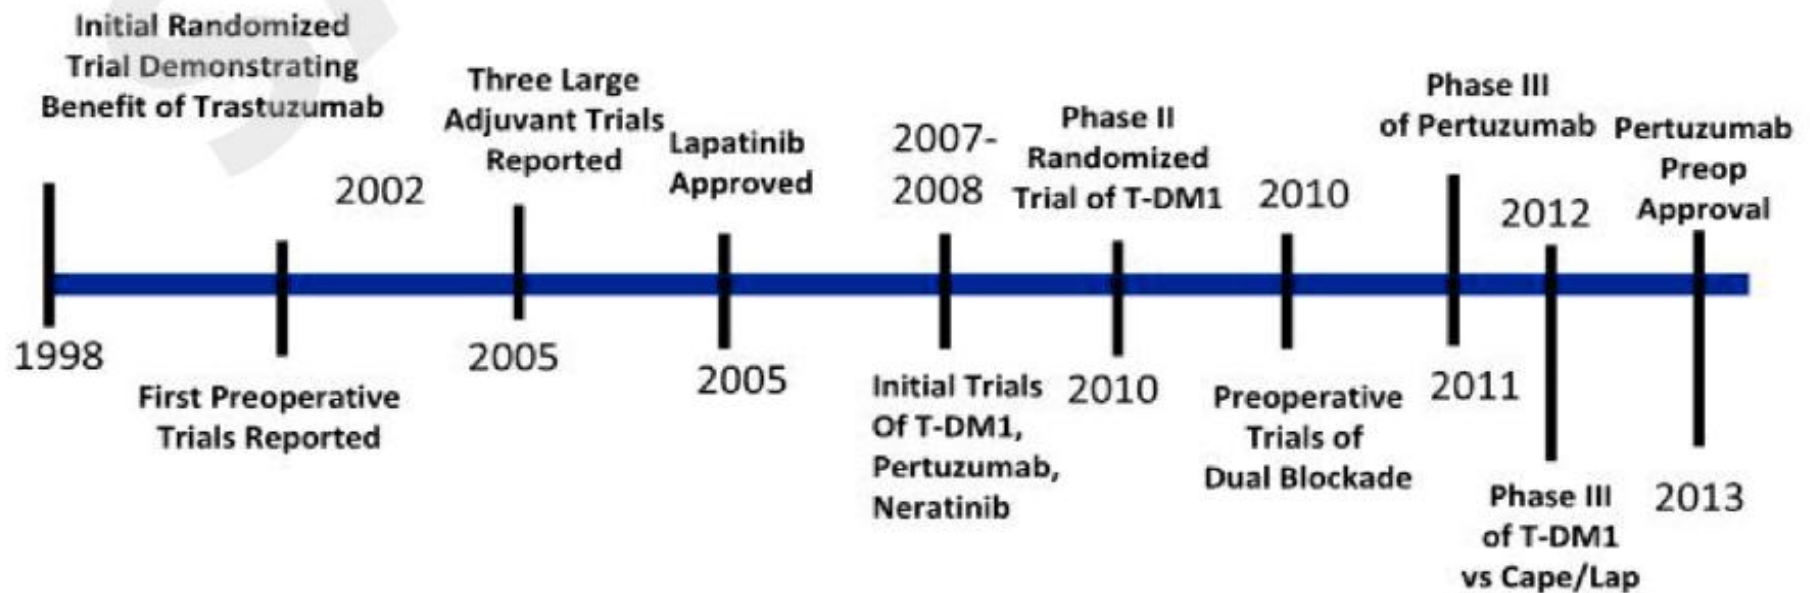 Initial Randomized
Trial Demonstrating
Benefit of Trastuzumab
1998
2002
First Preoperative
Trials Reported
Three Large
Adjuvant Trials
Reported
2005
Lapatinib
Approved
2005
2007-
2008
Initial Trials
Of T-DM1,
Pertuzumab,
Neratinib
Phase II
Randomized
Trial of T-DM1
2010
2010
Preoperative
Trials of
Dual Blockade
Phase III
of Pertuzumab
2011
2012
Phase III
of T-DM1
vs Cape/Lap
Pertuzumab
Preop
Approval
2013